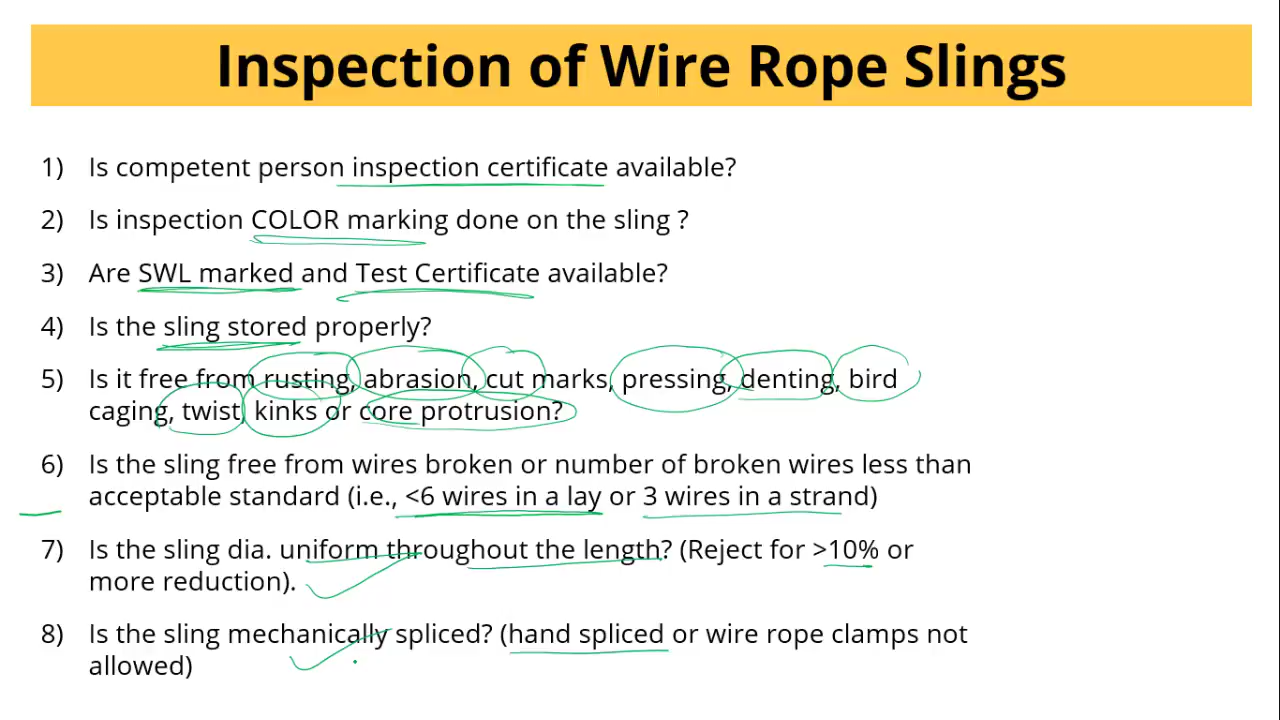 Inspection of Wire Rope Slings
1) Is competent person inspection certificate available?
2) Is inspection COLOR marking done on the sling ?
3) Are SWL marked and Test Certificate available?
4) Is the sling stored properly?
5) Is it free from rusting, abrasion, cut marks, pressing, denting, bird
caging, twist, kinks or core protrusion?
6) Is the sling free from wires broken or number of broken wires less than
acceptable standard (i.e., <6 wires in a lay or 3 wires in a strand)
7) Is the sling dia. uniform throughout the length? (Reject for >10% or
more reduction).
8) Is the sling mechanically spliced? (hand spliced or wire rope clamps not
allowed)